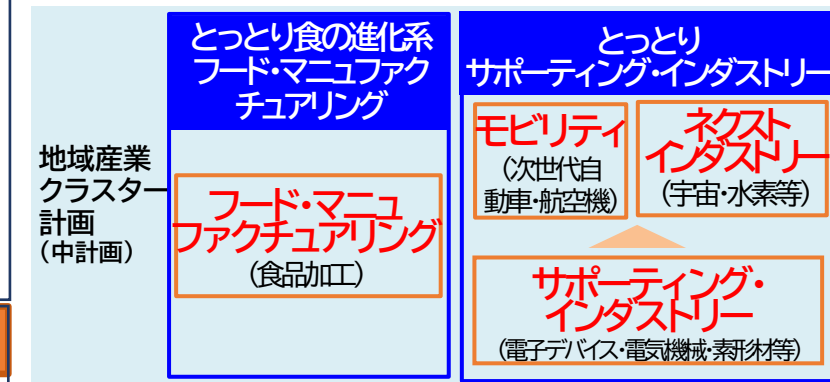 地域産業
クラスター
計画
（中計画）
とっとり食の進化系
フード・マニュファク
チュアリング
フード・マニュ
ファクチュアリング
（食品加工）
とっとり
サポーティング・インダストリー
モビリティ
（次世代自
動車・航空機）
ネクスト
インダストリー
（宇宙・水素等）
サポーティング・
インダストリー
（電子デバイス・電気機械・素形材等）